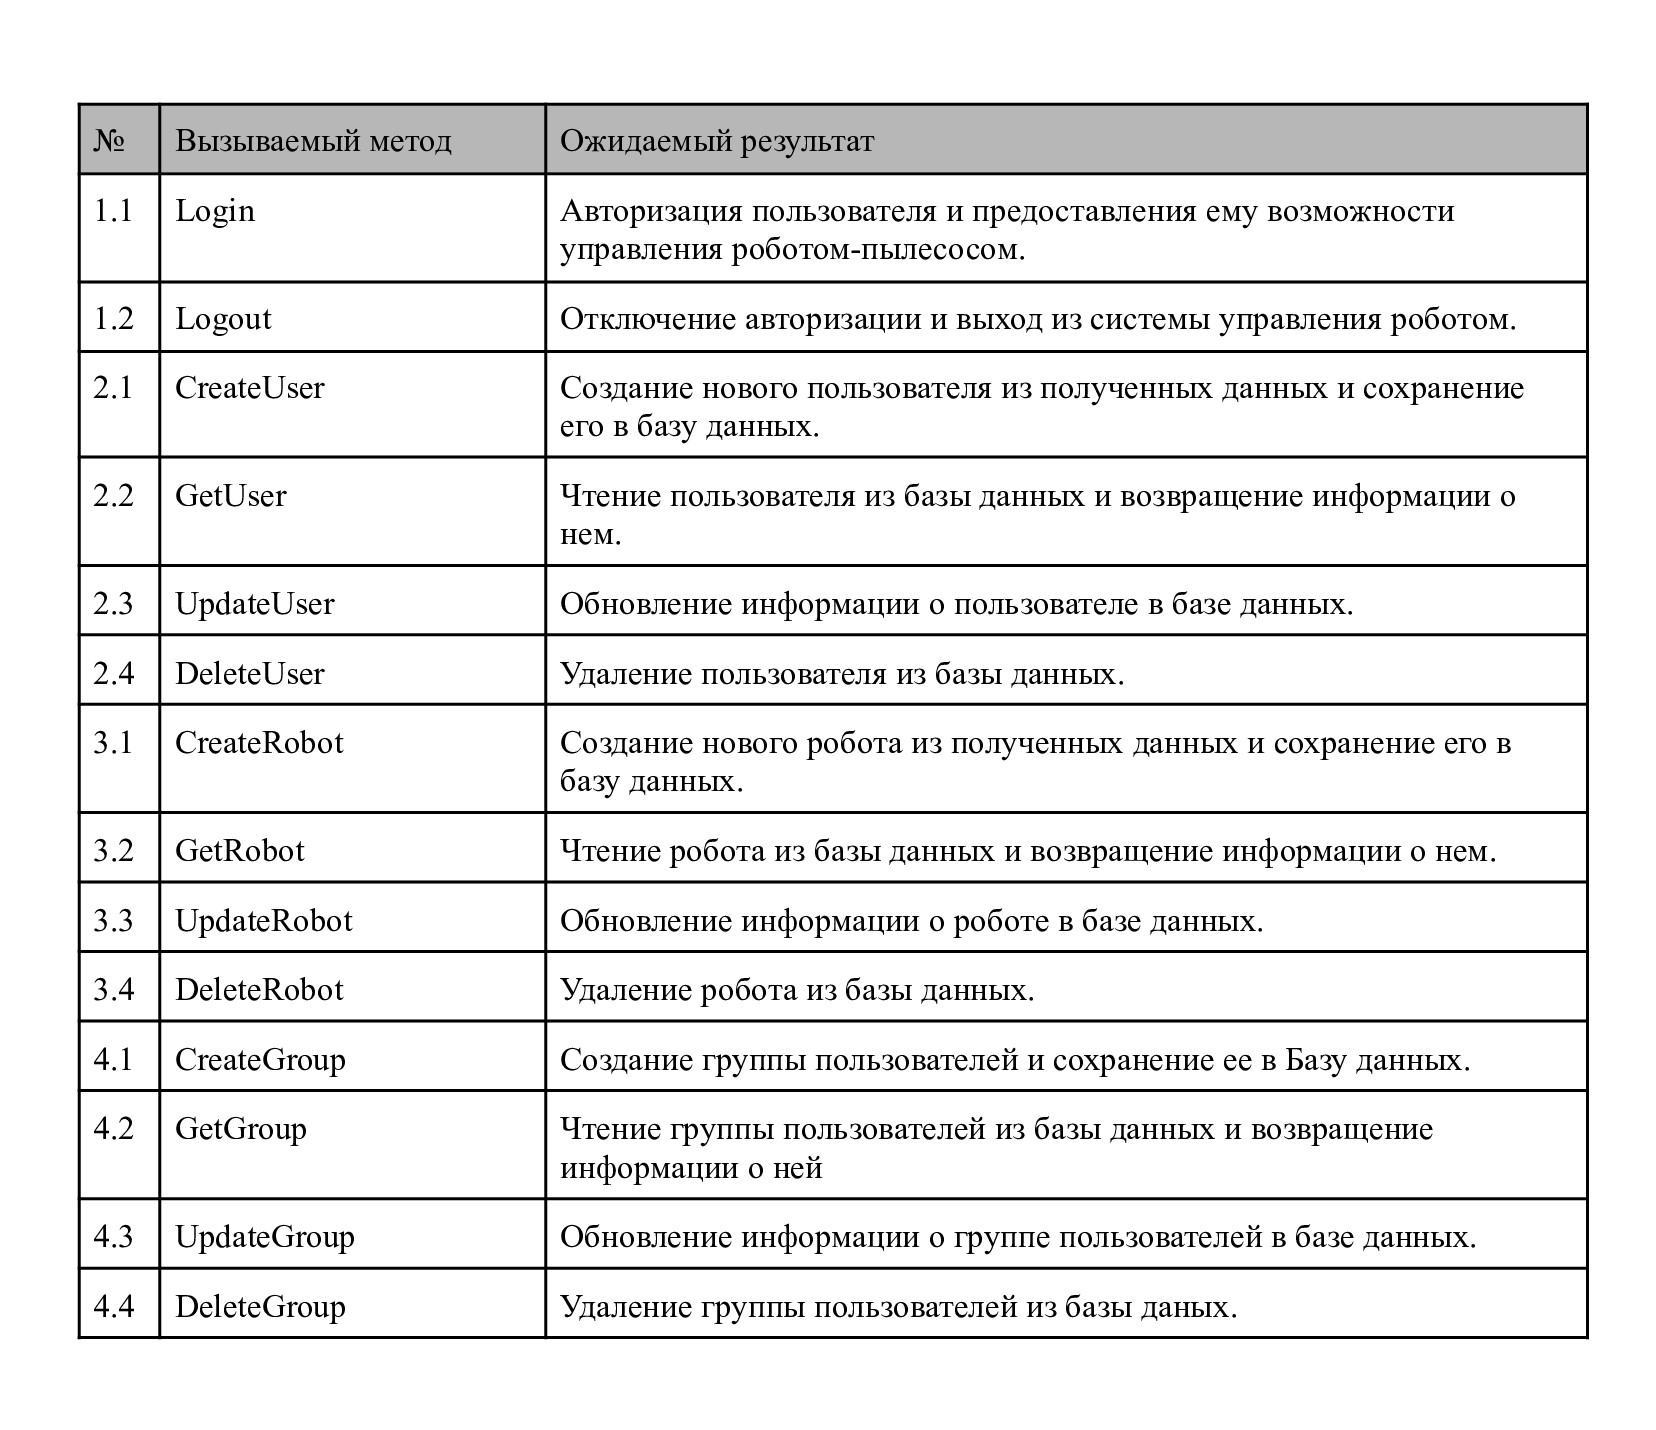 № Вызываемый метод Ожидаемый результат
1.1 Login Авторизация пользователя и предоставления ему возможности
управления роботом-пылесосом.
1.2 Logout Отключение авторизации и выход из системы управления роботом.
2.1 CreateUser Создание нового пользователя из полученных данных и сохранение
его в базу данных.
2.2 GetUser Чтение пользователя из базы данных и возвращение информации о
нем.
2.3 UpdateUser Обновление информации о пользователе в базе данных.
2.4 DeleteUser Удаление пользователя из базы данных.
3.1 CreateRobot Создание нового робота из полученных данных и сохранение его в
базу данных.
3.2 GetRobot Чтение робота из базы данных и возвращение информации о нем.
3.3 UpdateRobot Обновление информации о роботе в базе данных.
3.4 DeleteRobot Удаление робота из базы данных.
4.1 CreateGroup Создание группы пользователей и сохранение ее в Базу данных.
4.2 GetGroup Чтение группы пользователей из базы данных и возвращение
информации о ней
4.3 UpdateGroup Обновление информации о группе пользователей в базе данных.
4.4 DeleteGroup Удаление группы пользователей из базы даных.